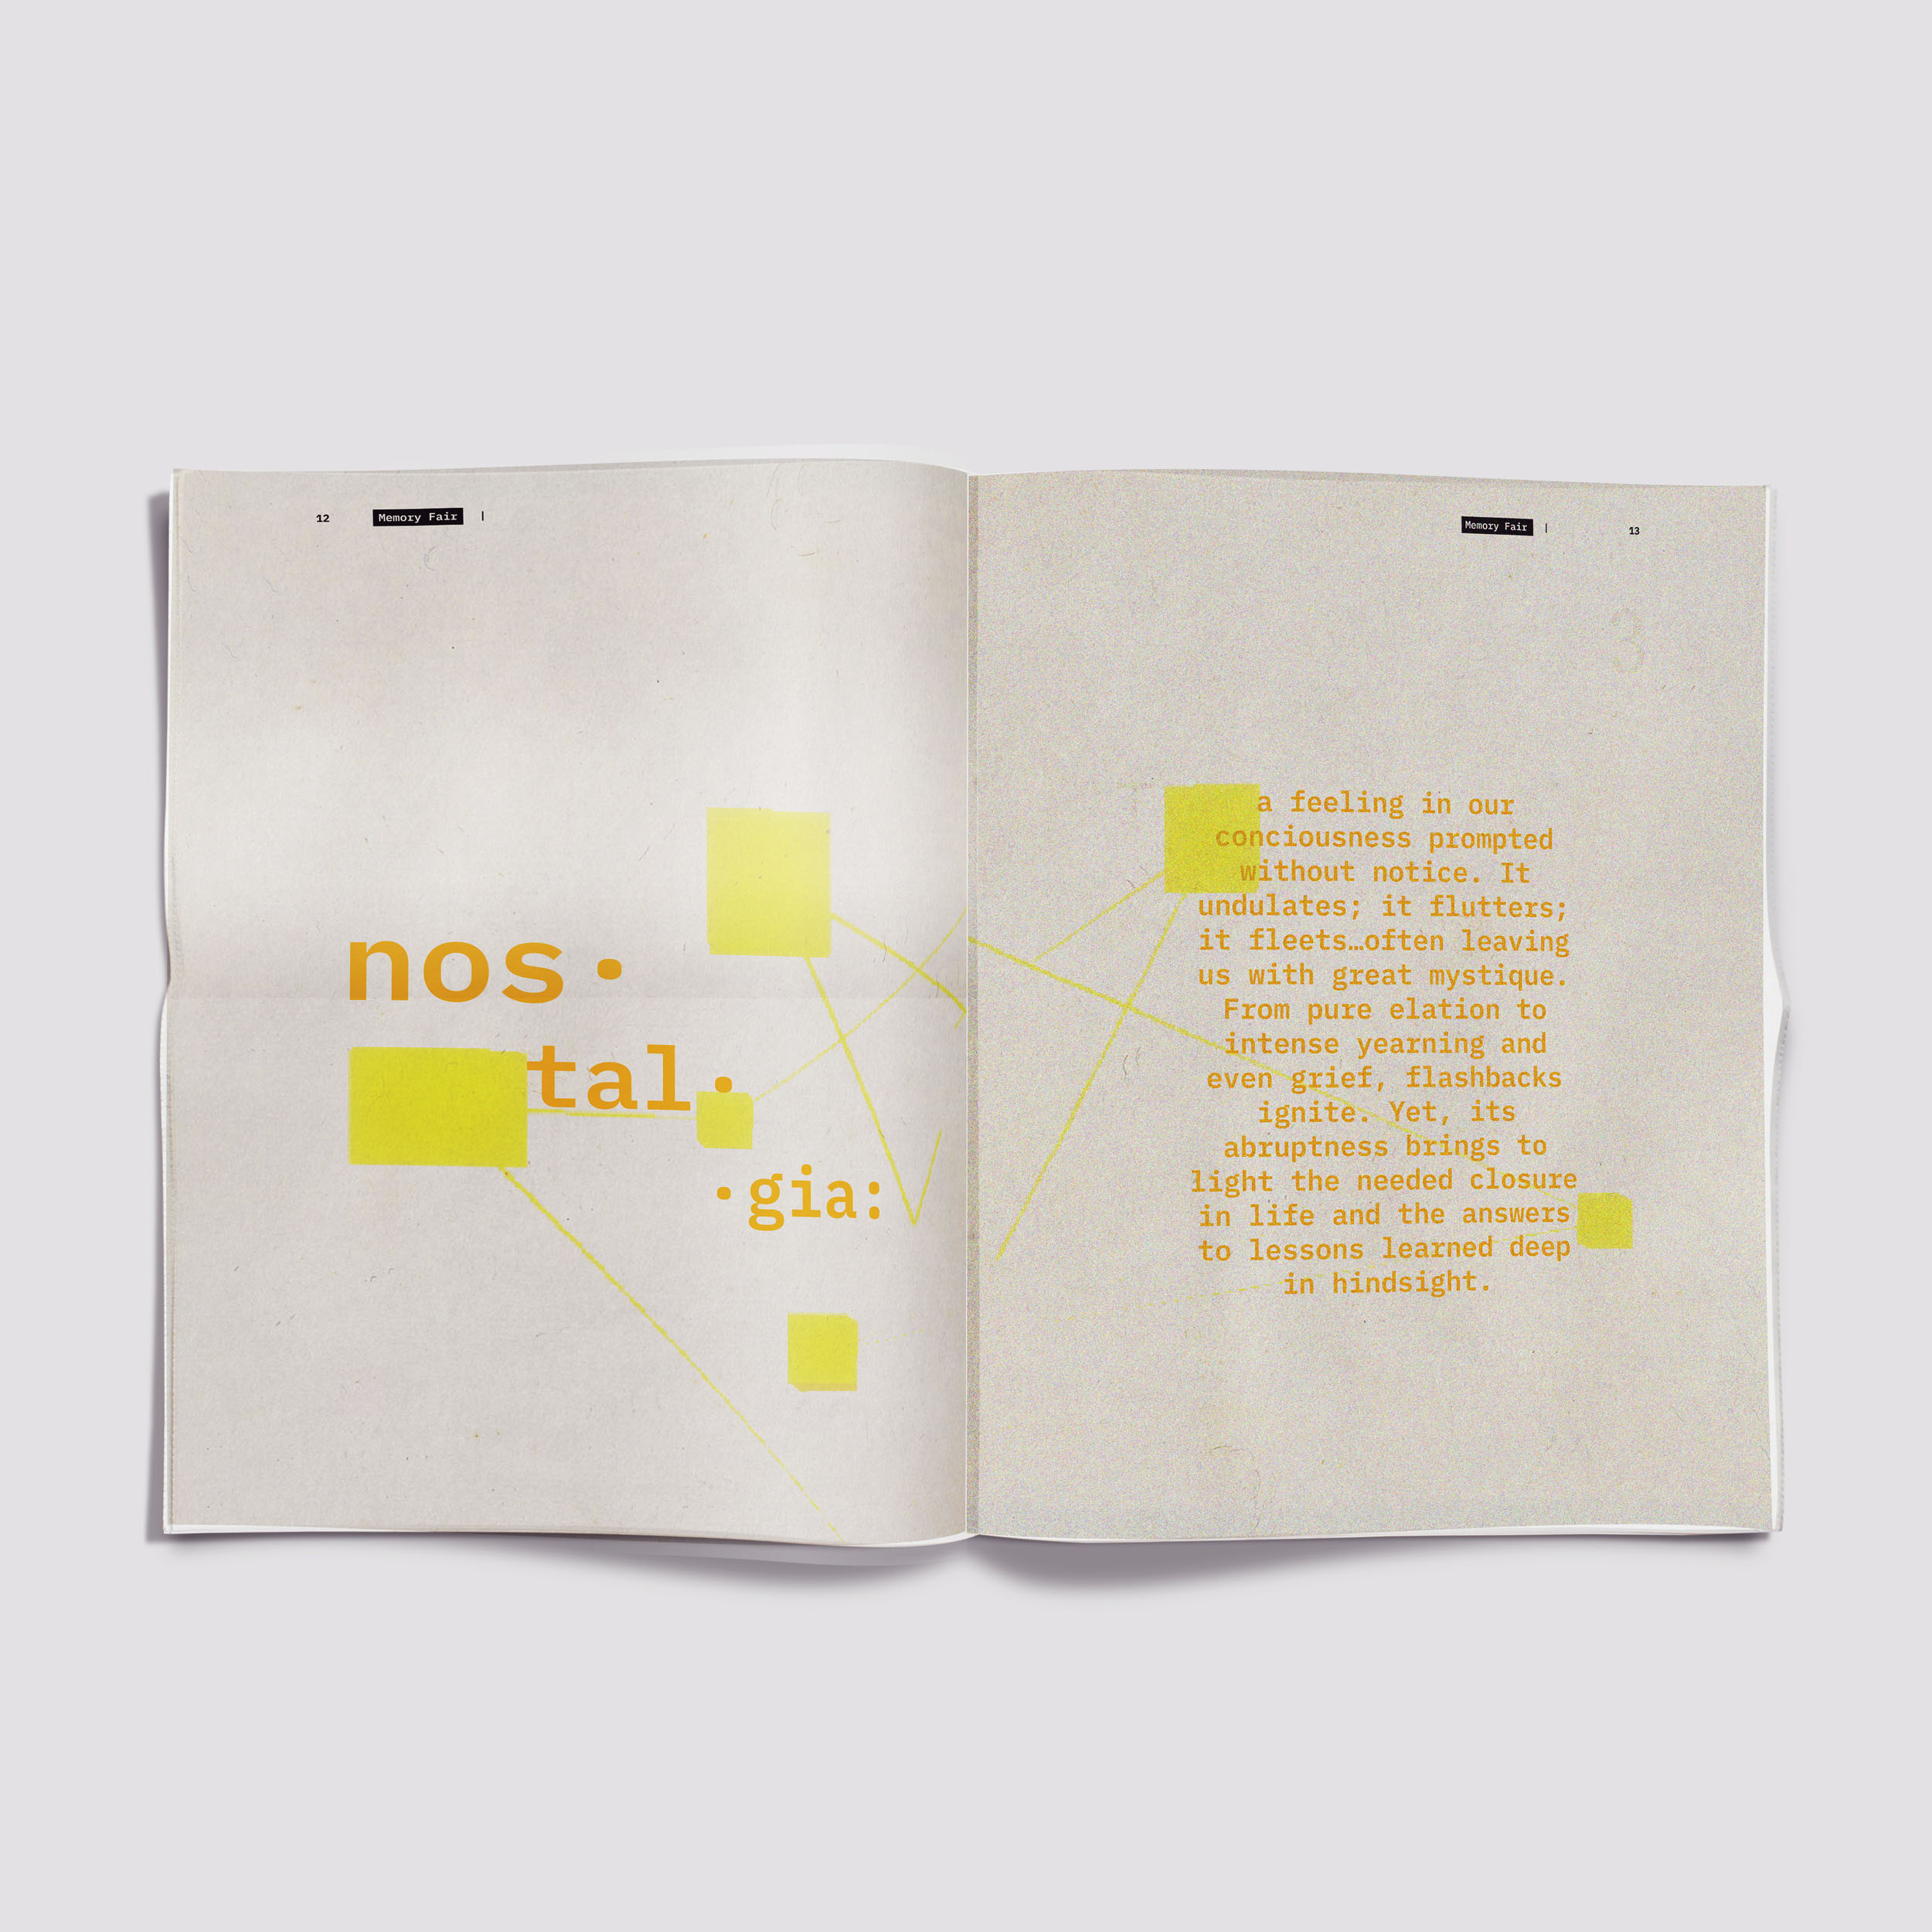 12 Memory Fair |
nos·
tal·
·gia:
Memory Fair | 13
a feeling in our
conciousness prompted
without notice. It
undulates; it flutters;
it fleets…often leaving
us with great mystique.
From pure elation to
intense yearning and
even grief, flashbacks
ignite. Yet, its
abruptness brings to
light the needed closure
in life and the answers
to lessons learned deep
in hindsight.